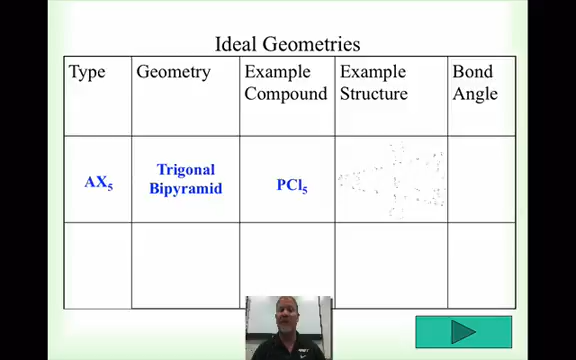 Ideal Geometries
Type Geometry Example Compound Example Structure Bond Angle
AX₅ Trigonal Bipyramid PCl₅